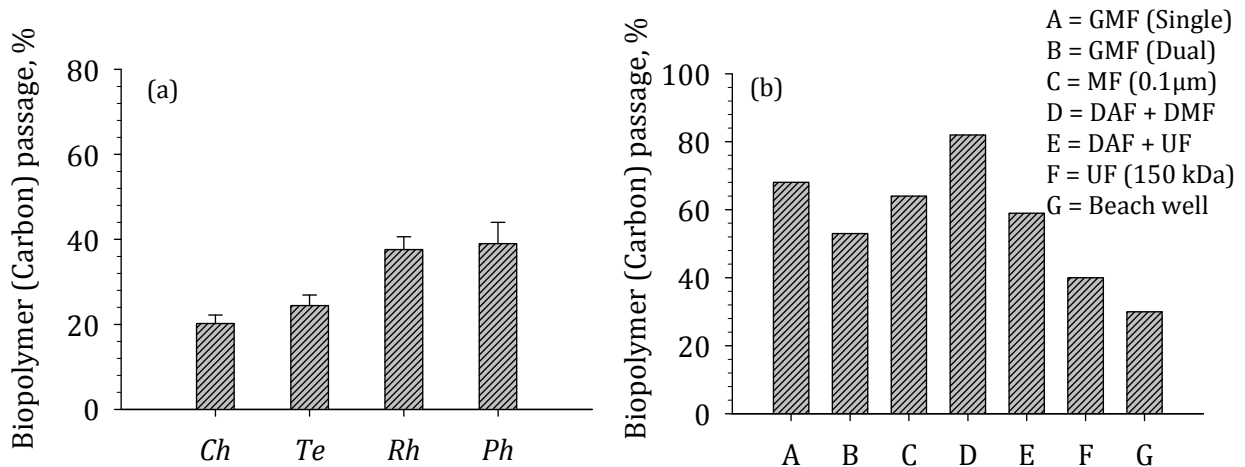 Biopolymer (Carbon) passage, %
80
60
40
20
0
(a)
Ch Te Rh Ph
Biopolymer (Carbon) passage, %
100
80
60
40
20
0
(b)
A B C D E F G
A = GMF (Single)
B = GMF (Dual)
C = MF (0.1µm)
D = DAF + DMF
E = DAF + UF
F = UF (150 kDa)
G = Beach well